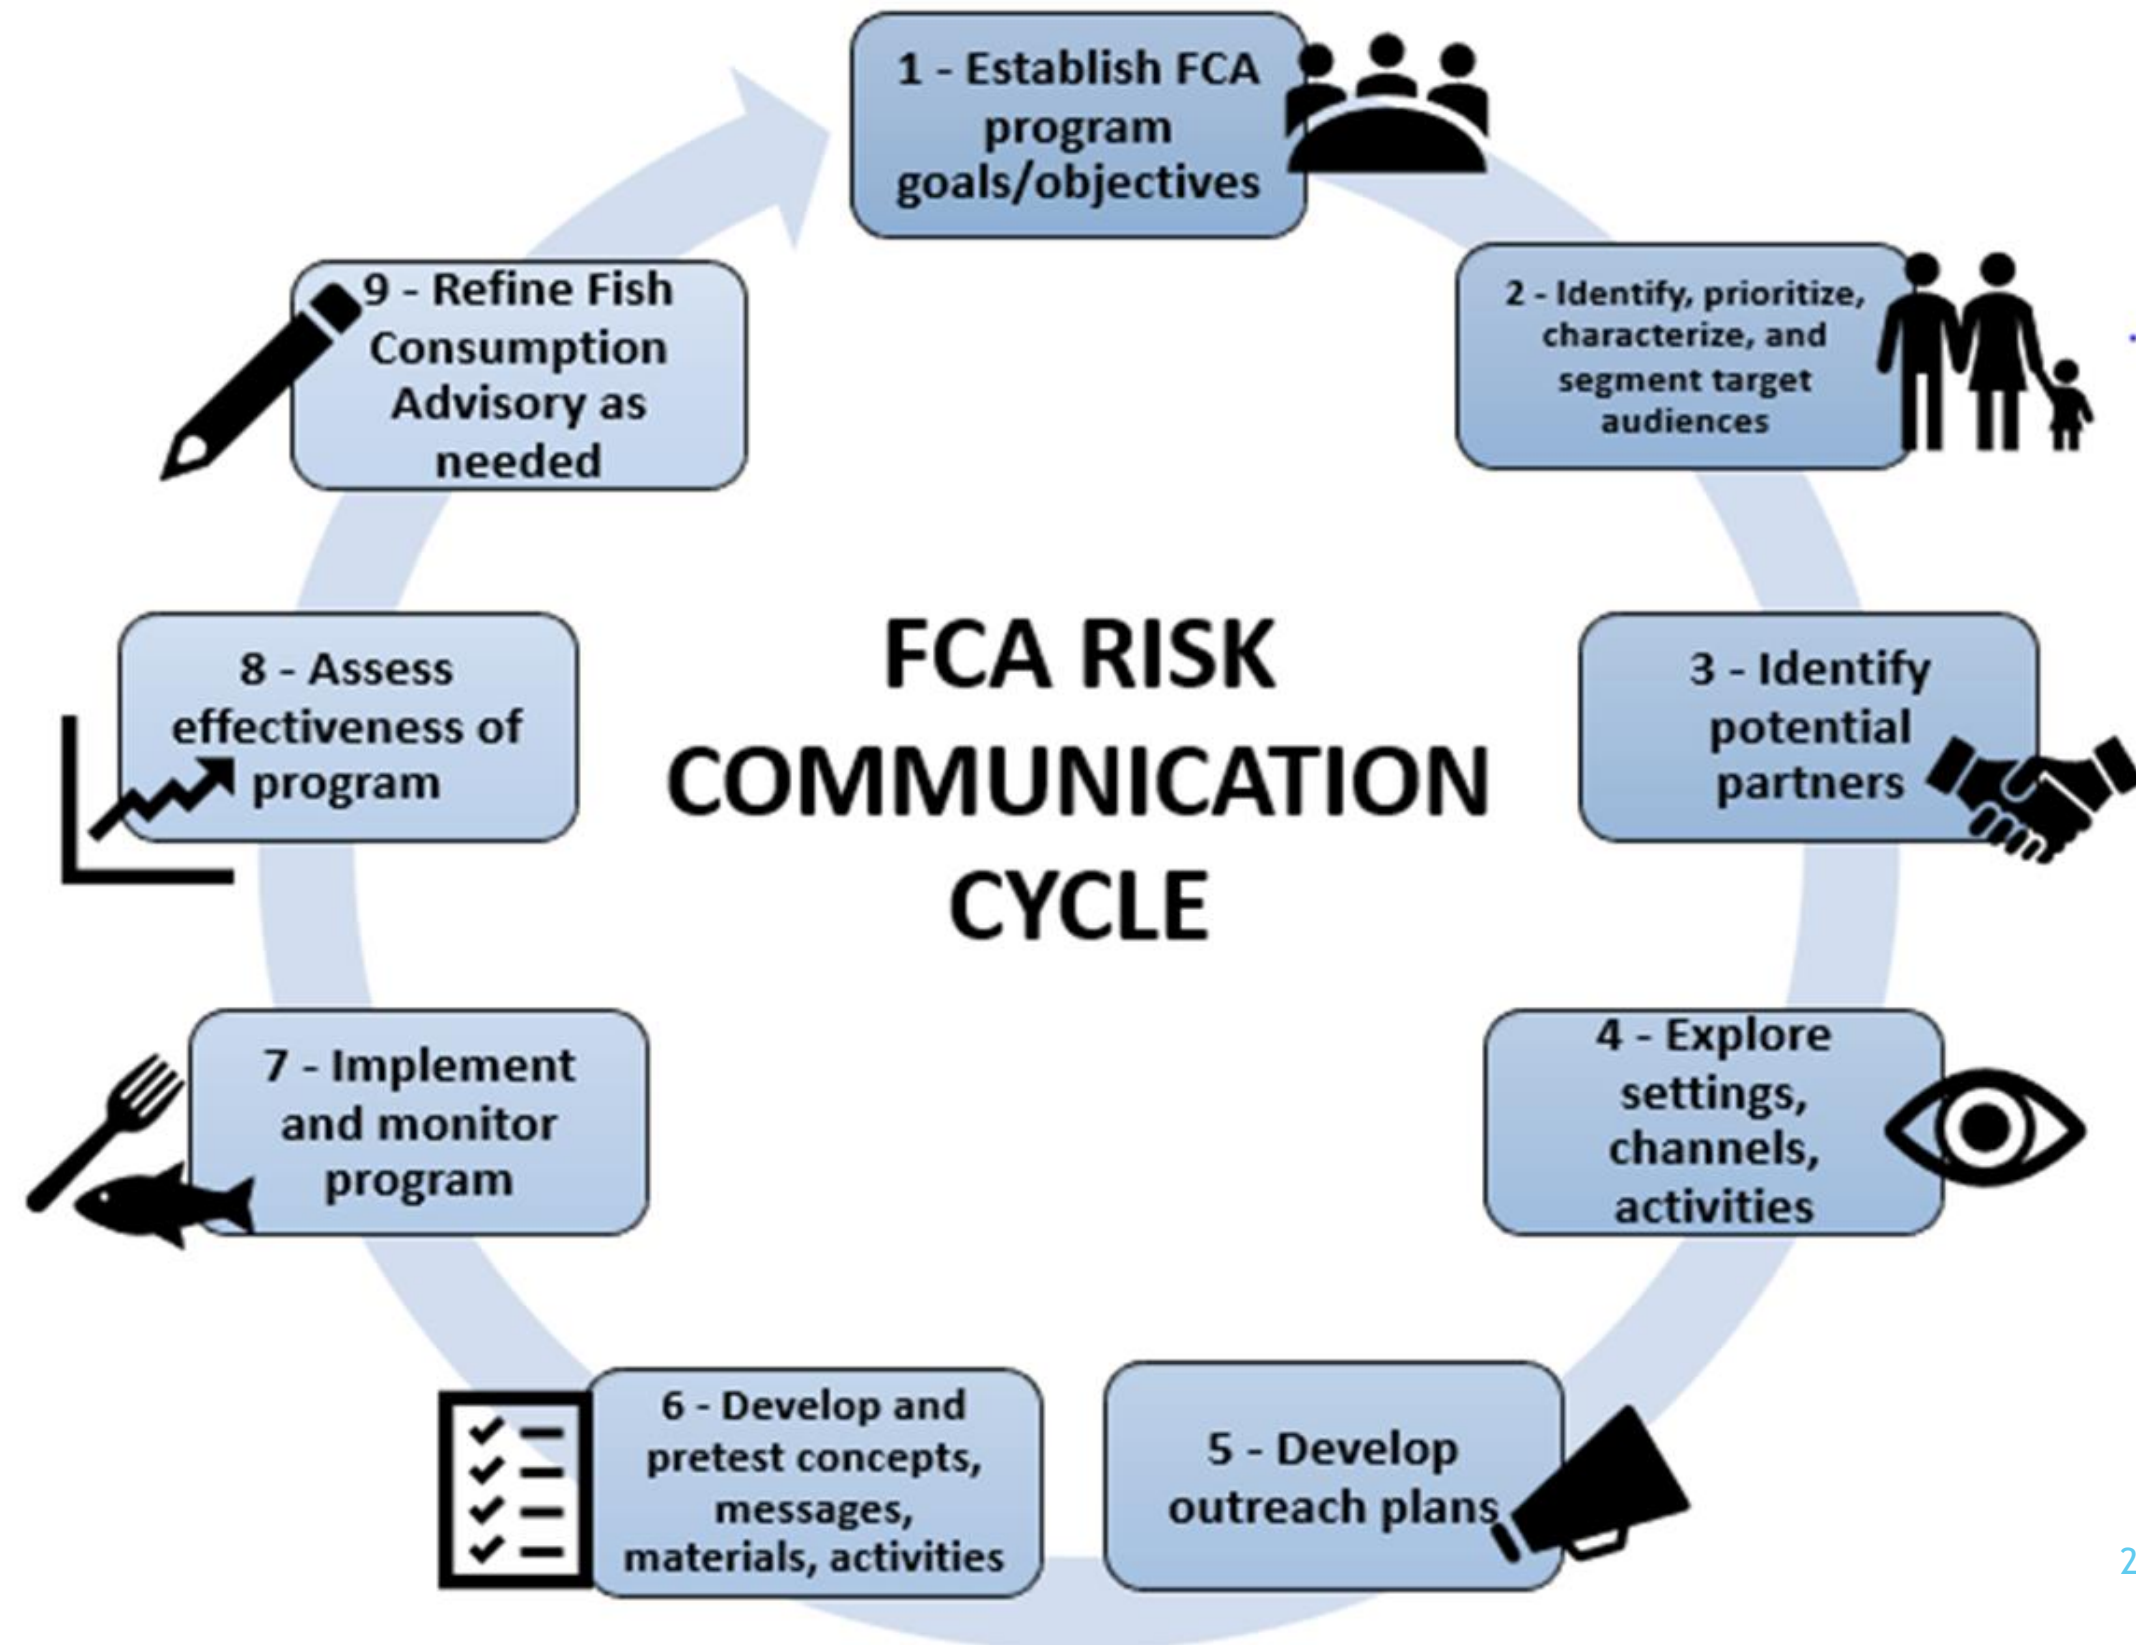 1 - Establish FCA
program
goals/objectives
2 - Identify, prioritize,
characterize, and
segment target
audiences
3 - Identify
potential
partners
4 - Explore
settings,
channels,
activities
5 - Develop
outreach plans
6 - Develop and
pretest concepts,
messages,
materials, activities
7 - Implement
and monitor
program
8 - Assess
effectiveness of
program
9 - Refine Fish
Consumption
Advisory as
needed
FCA RISK
COMMUNICATION
CYCLE
2